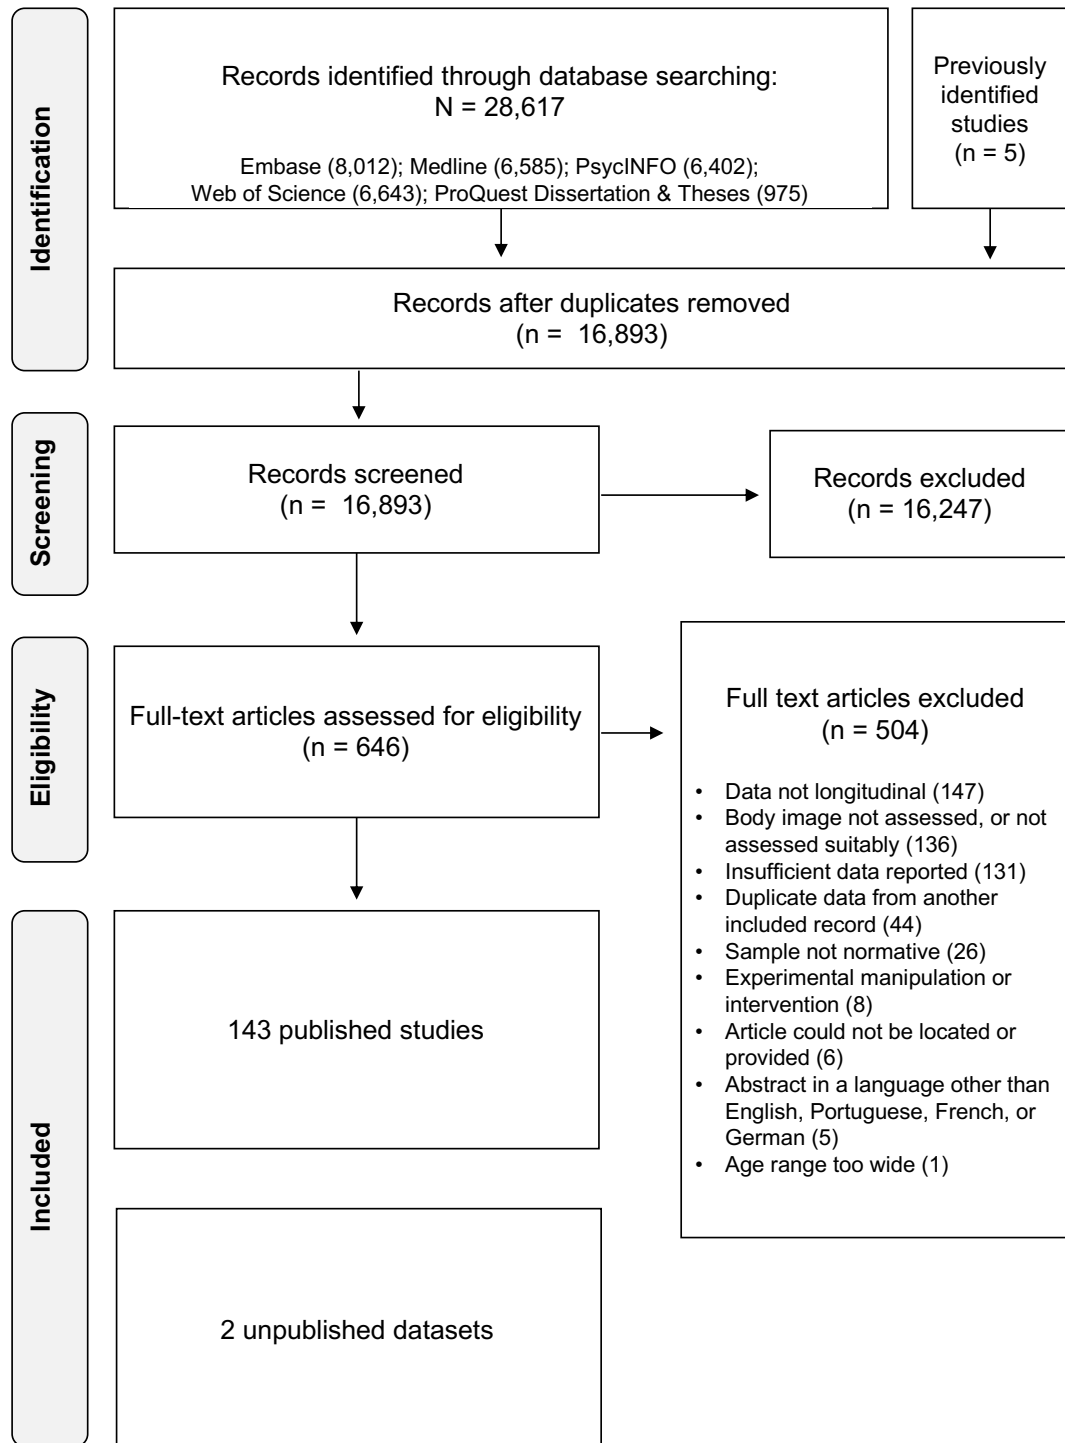 Identification
Records identified through database searching:
N = 28,617
Embase (8,012); Medline (6,585); PsycINFO (6,402);
Web of Science (6,643); ProQuest Dissertation & Theses (975)
Previously
identified
studies
(n = 5)
Records after duplicates removed
(n =  16,893)
Screening
Records screened
(n =  16,893)
Records excluded
(n = 16,247)
Eligibility
Full-text articles assessed for eligibility
(n = 646)
Full text articles excluded
(n = 504)
• Data not longitudinal (147)
• Body image not assessed, or not
assessed suitably (136)
• Insufficient data reported (131)
• Duplicate data from another
included record (44)
• Sample not normative (26)
• Experimental manipulation or
intervention (8)
• Article could not be located or
provided (6)
• Abstract in a language other than
English, Portuguese, French, or
German (5)
• Age range too wide (1)
Included
143 published studies
2 unpublished datasets